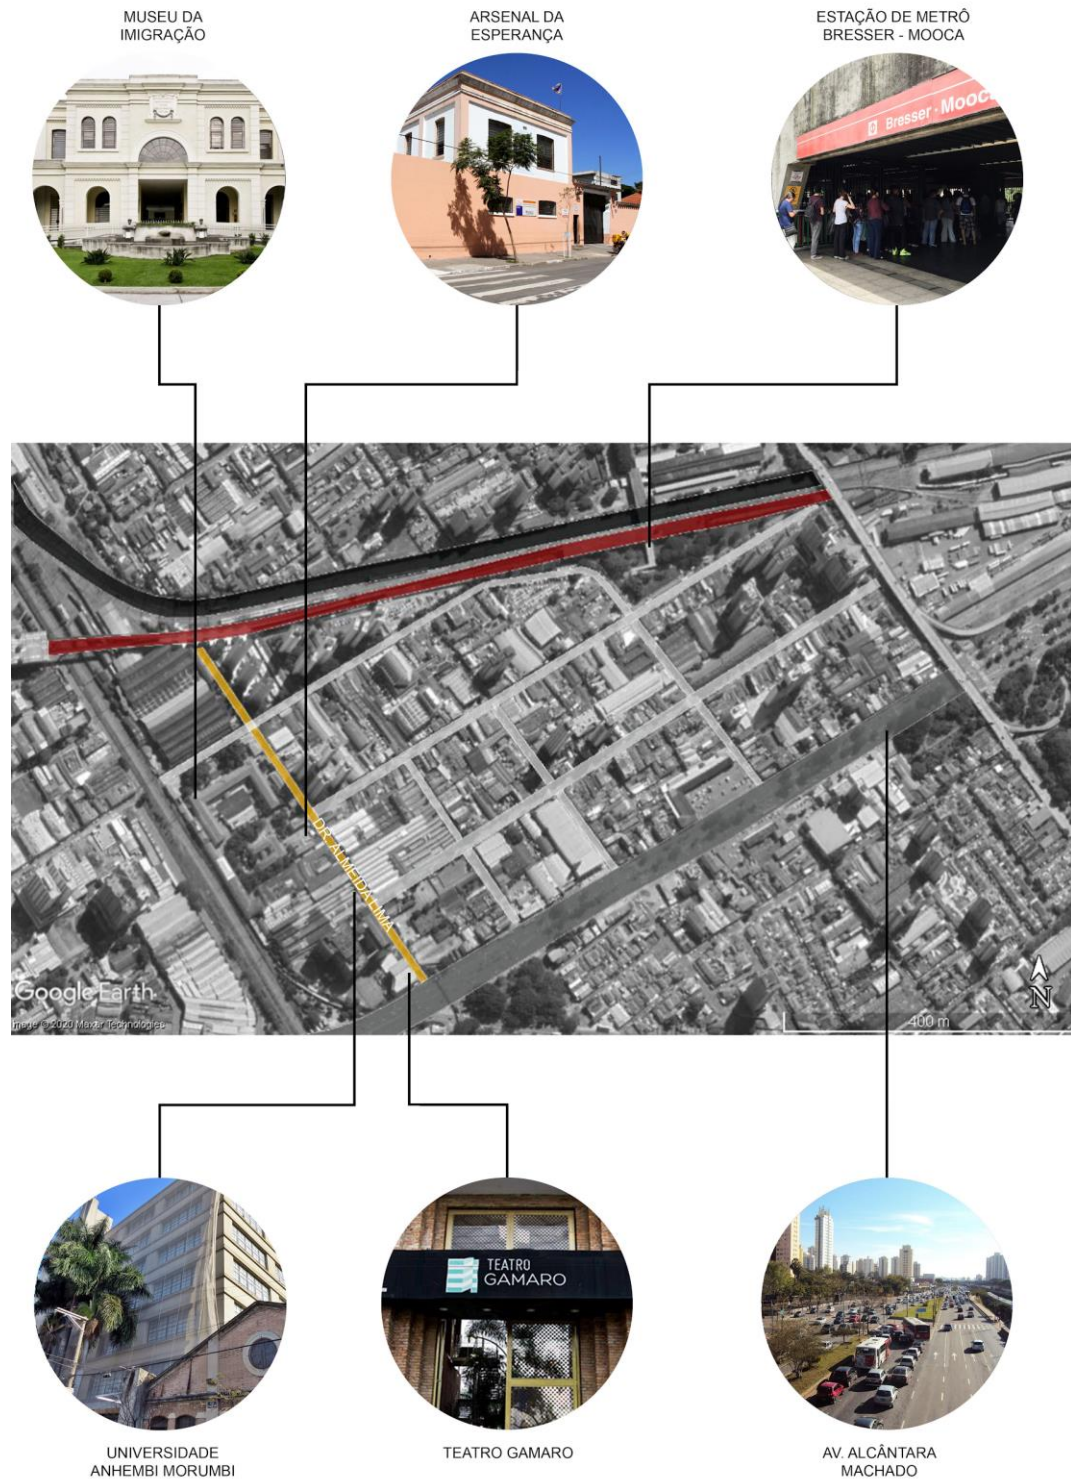 MUSEU DA
IMIGRAÇÃO
ARSENAL DA
ESPERANÇA
ESTAÇÃO DE METRÔ
BRESSER - MOOCA
Bresser · Mooca
DR. ALMEIDA LIMA
Google Earth
Image © 2020 Maxar Technologies
N
400 m
TEATRO
GAMARO
UNIVERSIDADE
ANHEMBI MORUMBI
TEATRO GAMARO
AV. ALCÂNTARA
MACHADO